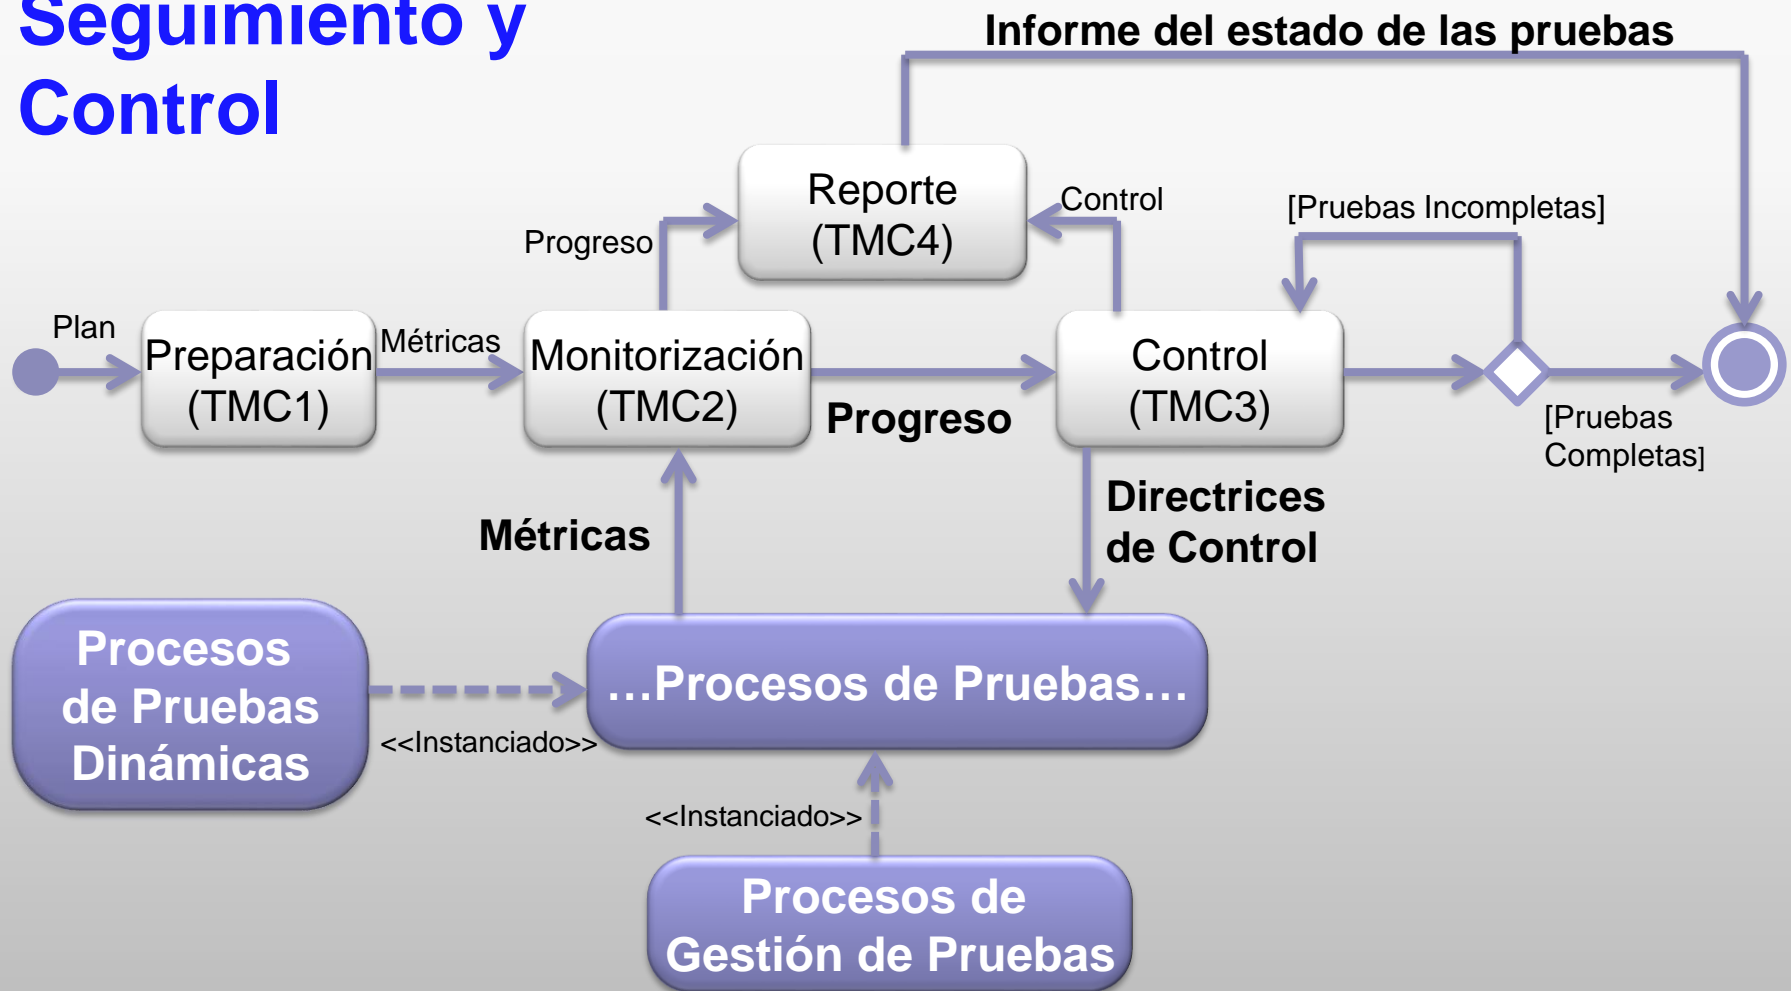 Seguimiento y
Control
Informe del estado de las pruebas
Reporte
(TMC4)
Control
[Pruebas Incompletas]
Progreso
Plan
Preparación
(TMC1)
Métricas
Monitorización
(TMC2)
Progreso
Control
(TMC3)
[Pruebas
Completas]
Métricas
Directrices
de Control
Procesos
de Pruebas
Dinámicas
<<Instanciado>>
...Procesos de Pruebas...
<<Instanciado>>
Procesos de
Gestión de Pruebas